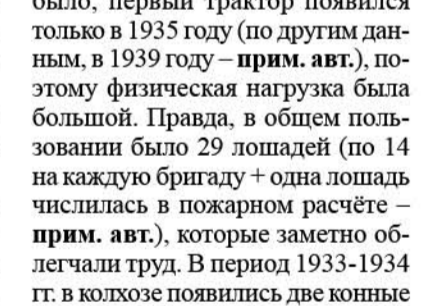 было, первый трактор появился
только в 1935 году (по другим дан-
ным, в 1939 году – прим. авт.), по-
этому физическая нагрузка была
большой. Правда, в общем поль-
зовании было 29 лошадей (по 14
на каждую бригаду + одна лошадь
числилась в пожарном расчёте –
прим. авт.), которые заметно об-
легчали труд. В период 1933-1934
гг. в колхозе появились две конные